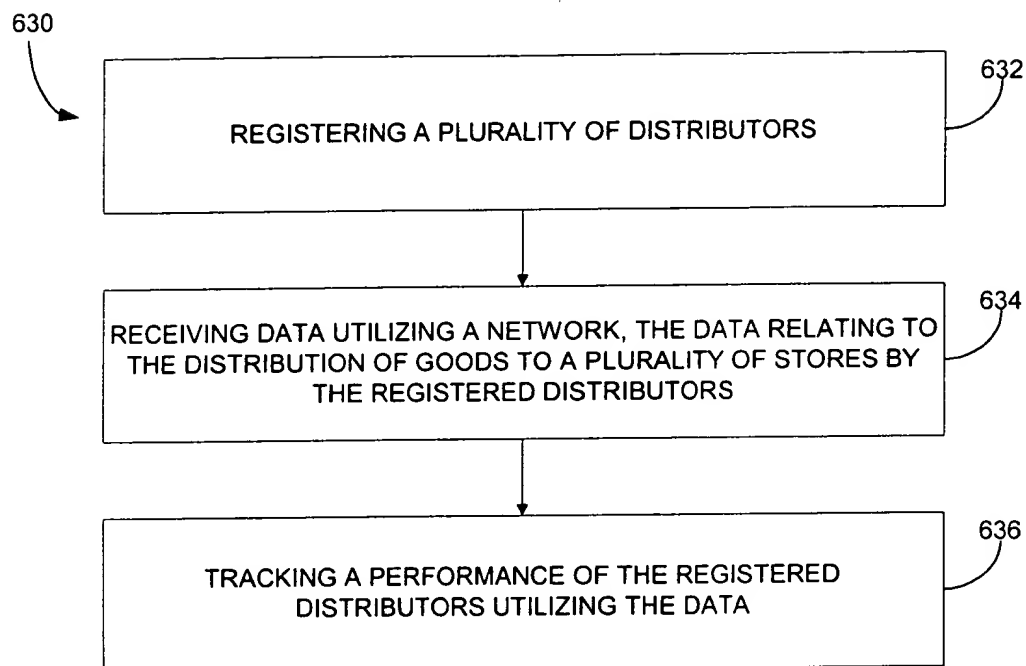 630
632
REGISTERING A PLURALITY OF DISTRIBUTORS
634
RECEIVING DATA UTILIZING A NETWORK, THE DATA RELATING TO
THE DISTRIBUTION OF GOODS TO A PLURALITY OF STORES BY
THE REGISTERED DISTRIBUTORS
636
TRACKING A PERFORMANCE OF THE REGISTERED
DISTRIBUTORS UTILIZING THE DATA